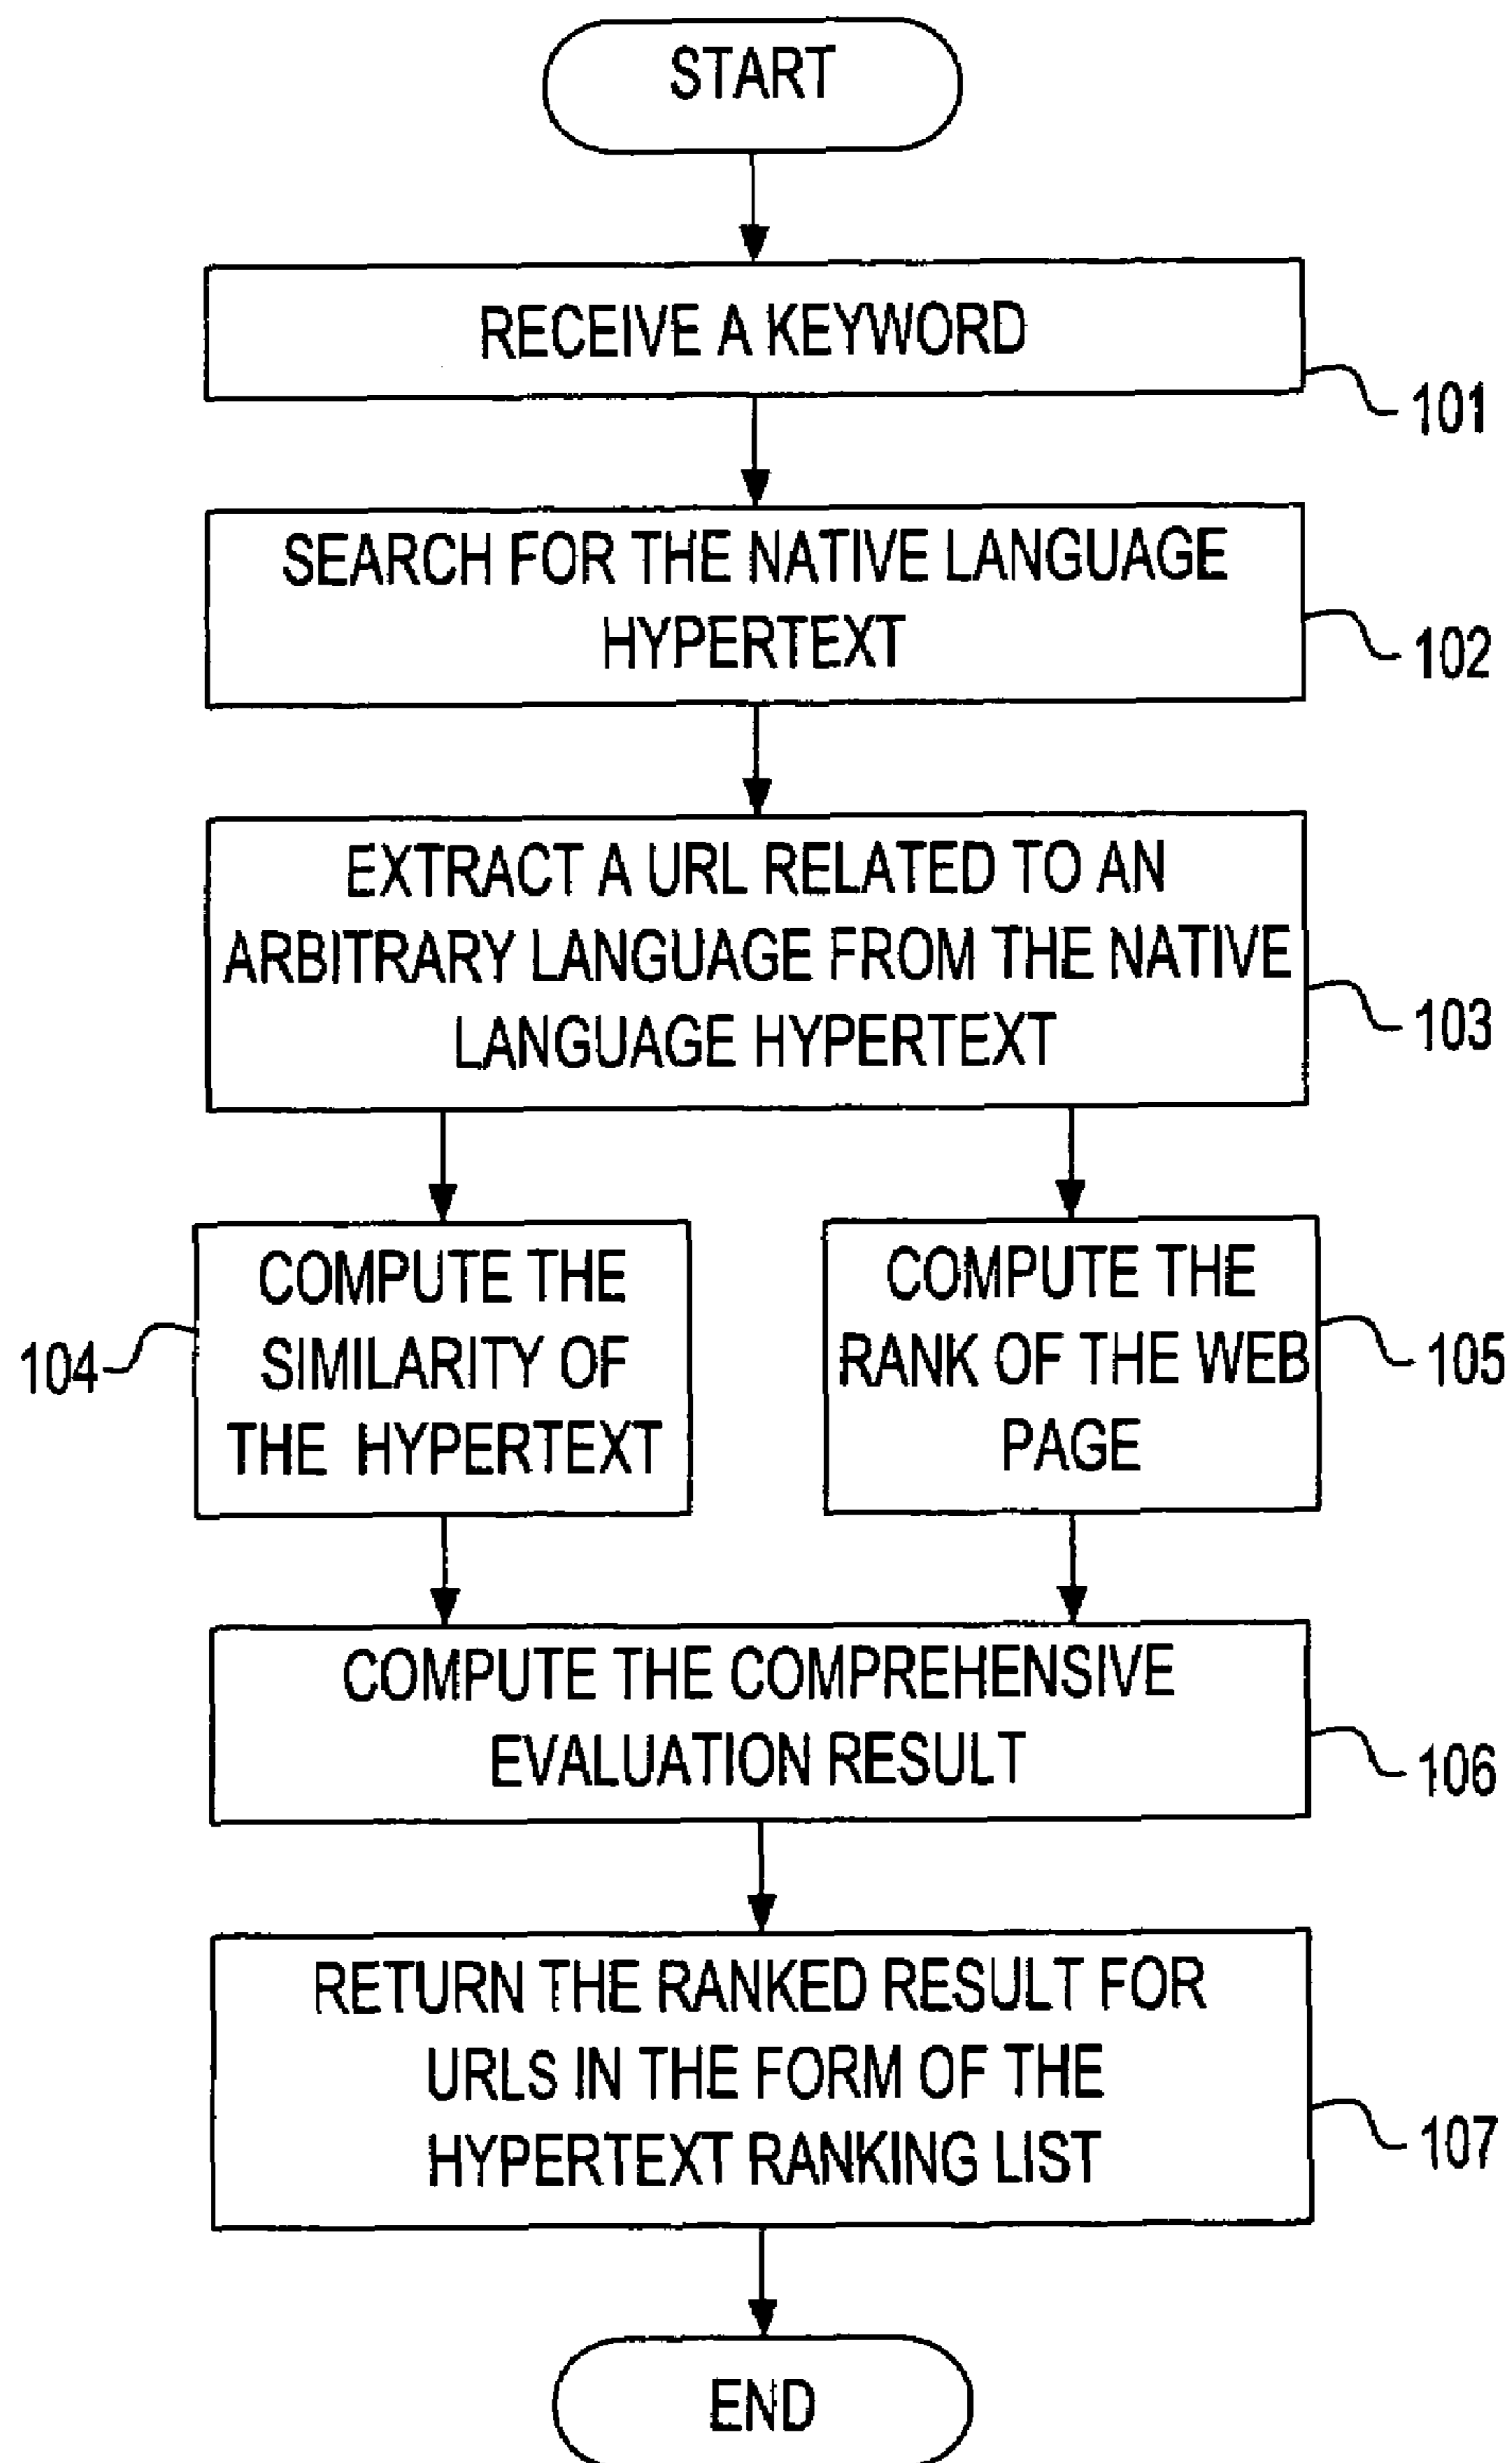 START
RECEIVE A KEYWORD
101
SEARCH FOR THE NATIVE LANGUAGE
HYPERTEXT
102
EXTRACT A URL RELATED TO AN
ARBITRARY LANGUAGE FROM THE NATIVE
LANGUAGE HYPERTEXT
103
104
COMPUTE THE
SIMILARITY OF
THE HYPERTEXT
COMPUTE THE
RANK OF THE WEB
PAGE
105
COMPUTE THE COMPREHENSIVE
EVALUATION RESULT
106
RETURN THE RANKED RESULT FOR
URLS IN THE FORM OF THE
HYPERTEXT RANKING LIST
107
END